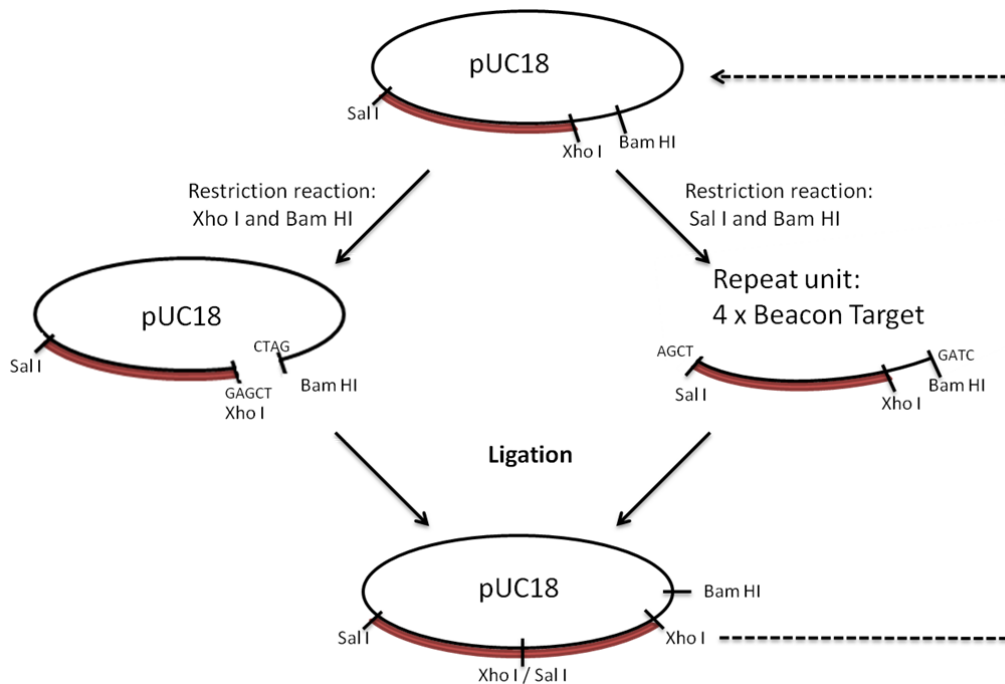 pUC18
Sal I
Xho I
Bam HI
Restriction reaction:
Xho I and Bam HI
Restriction reaction:
Sal I and Bam HI
pUC18
Sal I
CTAG
Bam HI
GAGCT
Xho I
Repeat unit:
4 x Beacon Target
AGCT
Sal I
GATC
Bam HI
Xho I
Ligation
pUC18
Bam HI
Sal I
Xho I
Xho I / Sal I